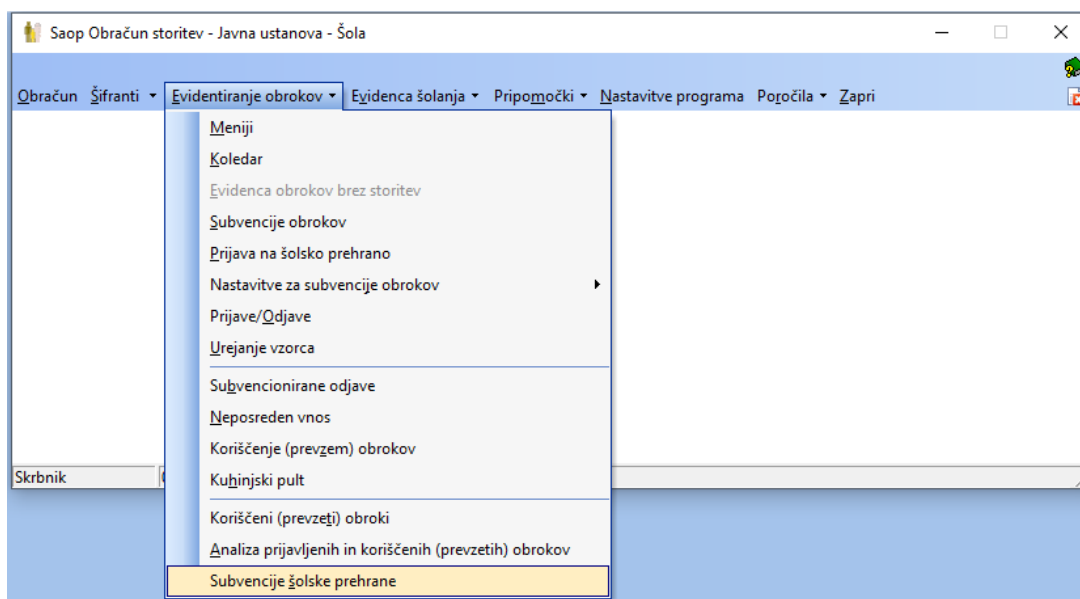 Saop Obračun storitev - Javna ustanova - Šola
Obračun Šifranti Evidentiranje obrokov Evidenca šolanja Pripomočki Nastavitve programa Poročila Zapri
Meniji
Koledar
Evidenca obrokov brez storitev
Subvencije obrokov
Prijava na šolsko prehrano
Nastavitve za subvencije obrokov
Prijave/Odjave
Urejanje vzorca
Subvencionirane odjave
Neposreden vnos
Koriščenje (prevzem) obrokov
Skrbnik
Kuhinjski pult
Koriščeni (prevzeti) obroki
Analiza prijavljenih in koriščenih (prevzetih) obrokov
Subvencije šolske prehrane